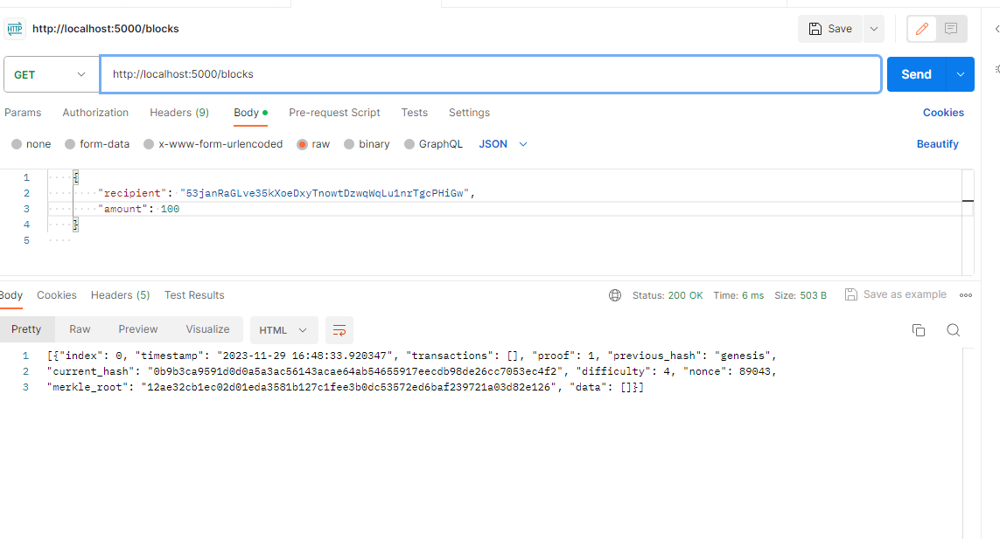 HTTP http://localhost:5000/blocks Save
GET http://localhost:5000/blocks Send
Params Authorization Headers (9) Body Pre-request Script Tests Settings Cookies
none form-data x-www-form-urlencoded raw binary GraphQL JSON Beautify
1 {
2 "recipient": "53janRaGLve35kXoeDxyTnowtDzwqWqLu1nrTgcPHiGw",
3 "amount": 100
4 }
5
Body Cookies Headers (5) Test Results Status: 200 OK Time: 6 ms Size: 503 B Save as example
Pretty Raw Preview Visualize HTML
1 [{"index": 0, "timestamp": "2023-11-29 16:48:33.920347", "transactions": [], "proof": 1, "previous_hash": "genesis",
2 "current_hash": "0b9b3ca9591d0d0a5a3ac56143acae64ab54655917eecdb98de26cc7053ec4f2", "difficulty": 4, "nonce": 89043,
3 "merkle_root": "12ae32cb1ec02d01eda3581b127c1fee3b0dc53572ed6baf239721a03d82e126", "data": []}]